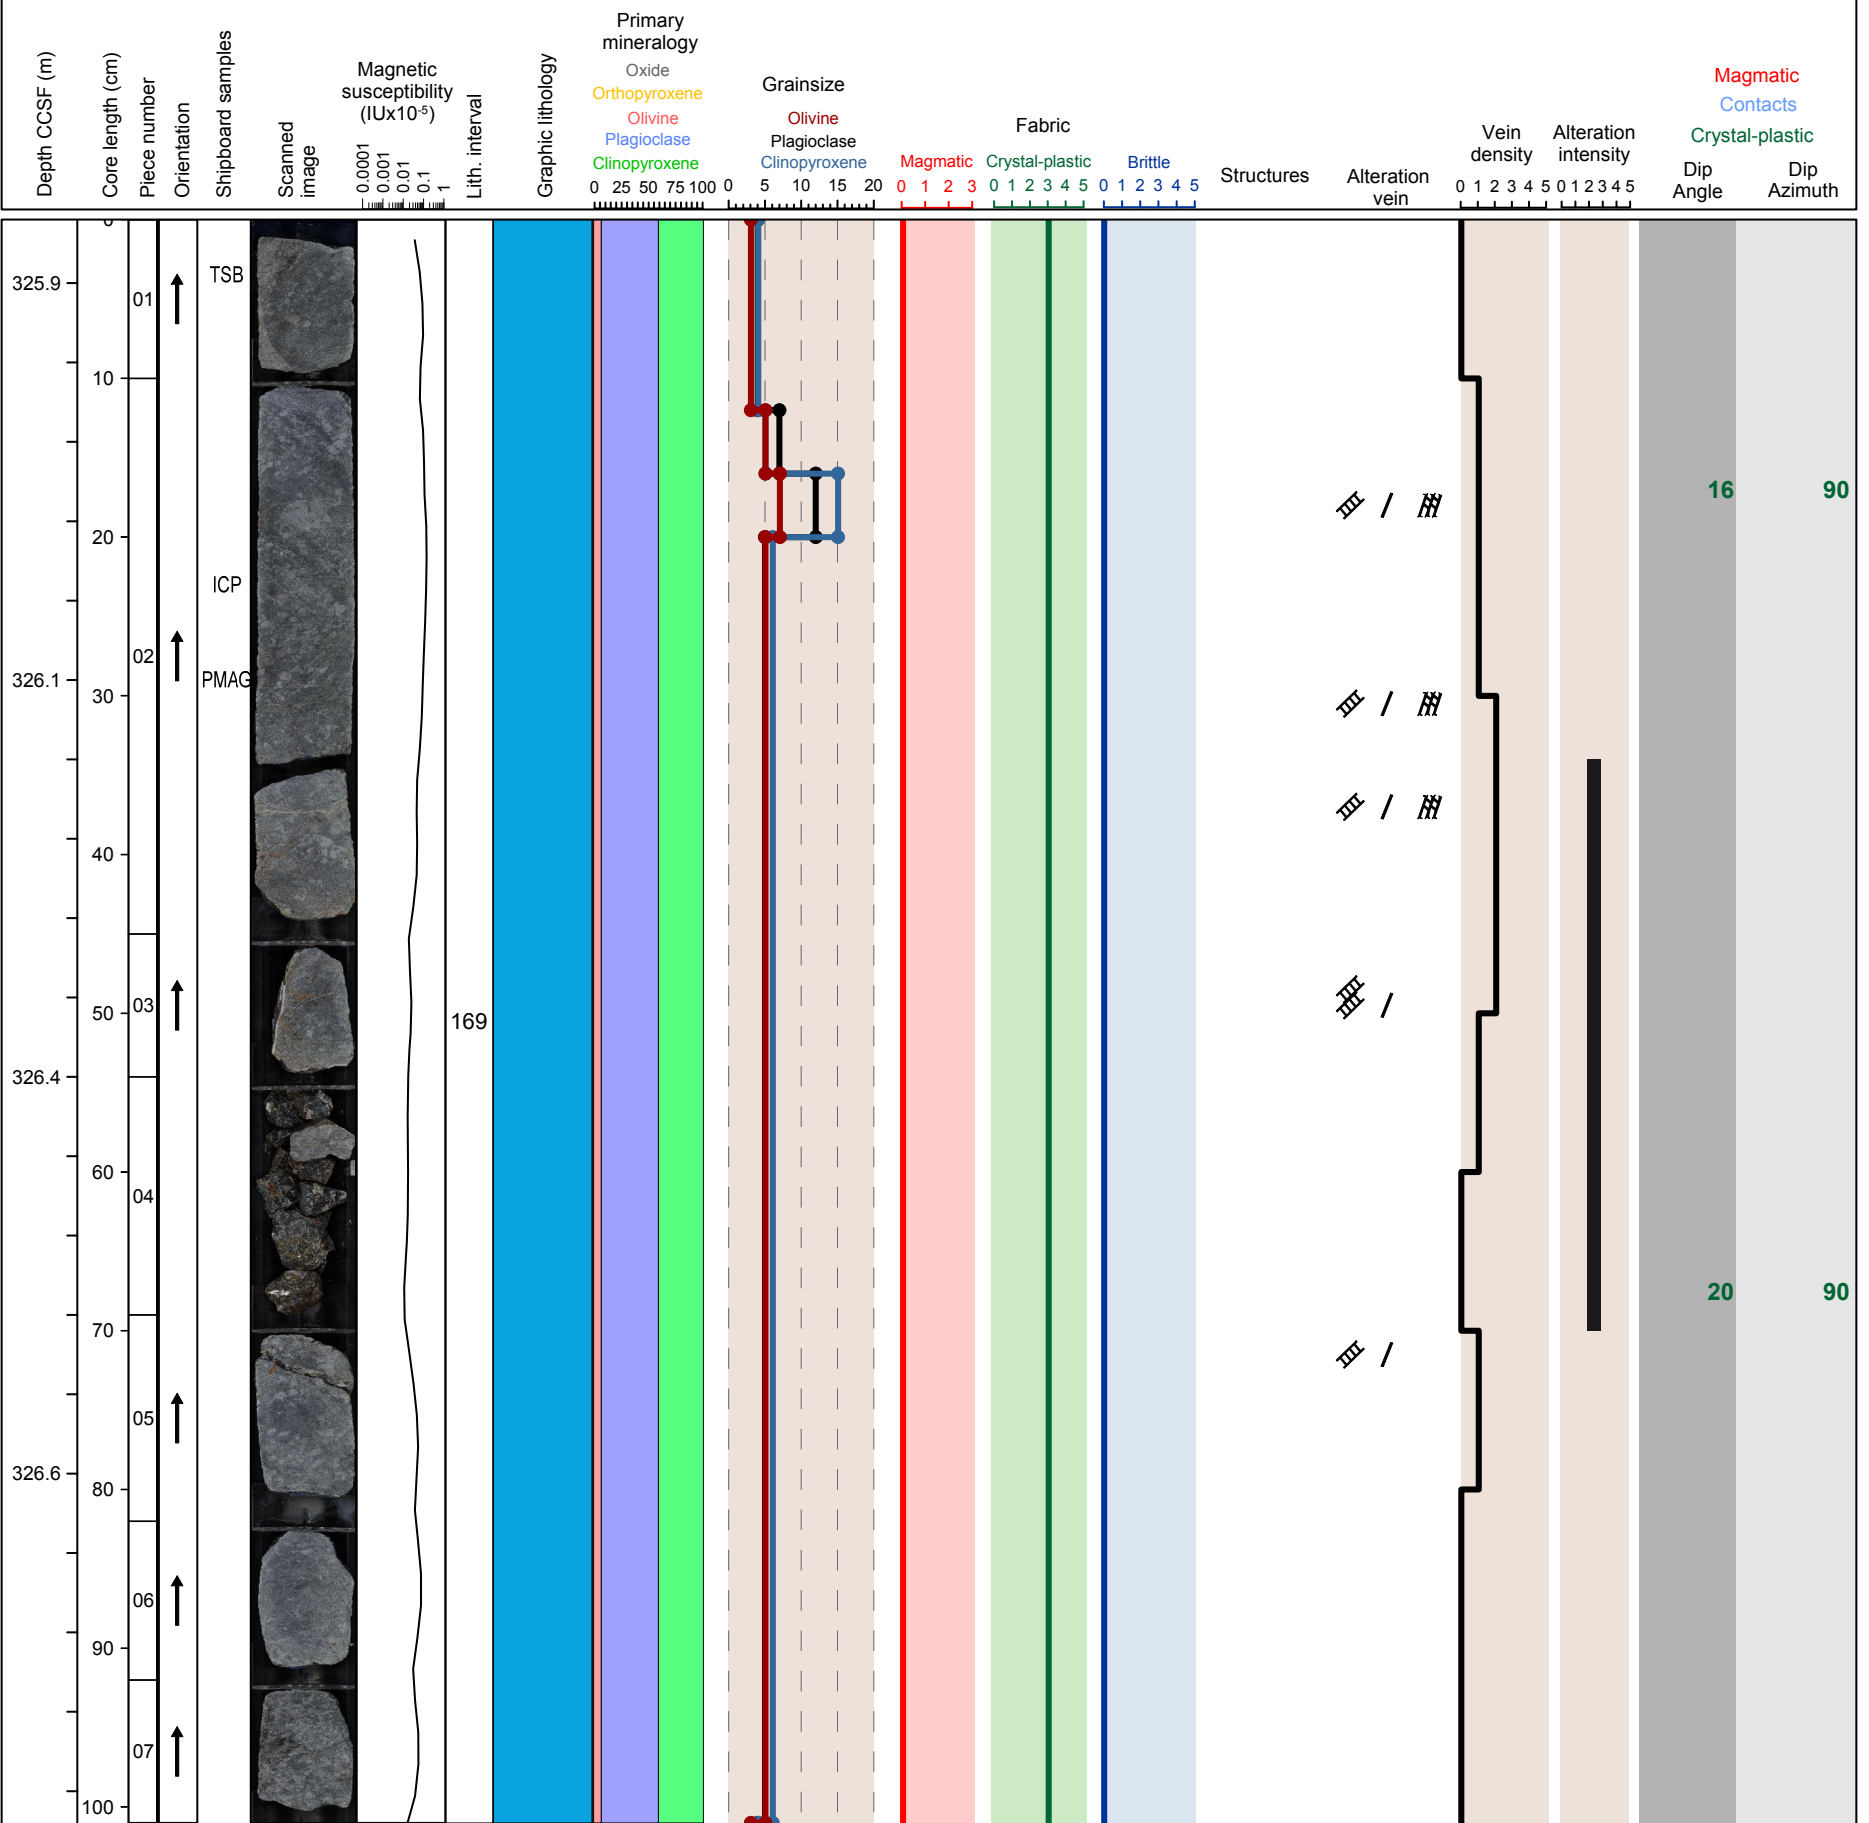 Depth CCSF (m)
Core length (cm)
Piece number
Orientation
Shipboard samples
Scanned
image
Magnetic
susceptibility
(IUx10-5)
0.0001
0.001
0.01
0.1
1
Lith. interval
Graphic lithology
Primary
mineralogy
Oxide
Orthopyroxene
Olivine
Plagioclase
Clinopyroxene
0 25 50 75 100
Grainsize
Olivine
Plagioclase
Clinopyroxene
0 5 10 15 20
Fabric
Magmatic
0 1 2 3
Crystal-plastic
0 1 2 3 4 5
Brittle
0 1 2 3 4 5
Structures
Alteration
vein
Vein
density
0 1 2 3 4 5
Alteration
intensity
0 1 2 3 4 5
Magmatic
Contacts
Crystal-plastic
Dip
Angle
Dip
Azimuth
0
325.9
01
TSB
10
16 90
20
ICP
02
326.1
PMAG
30
40
03
50
169
326.4
60
04
20 90
70
05
326.6
80
06
90
07
100